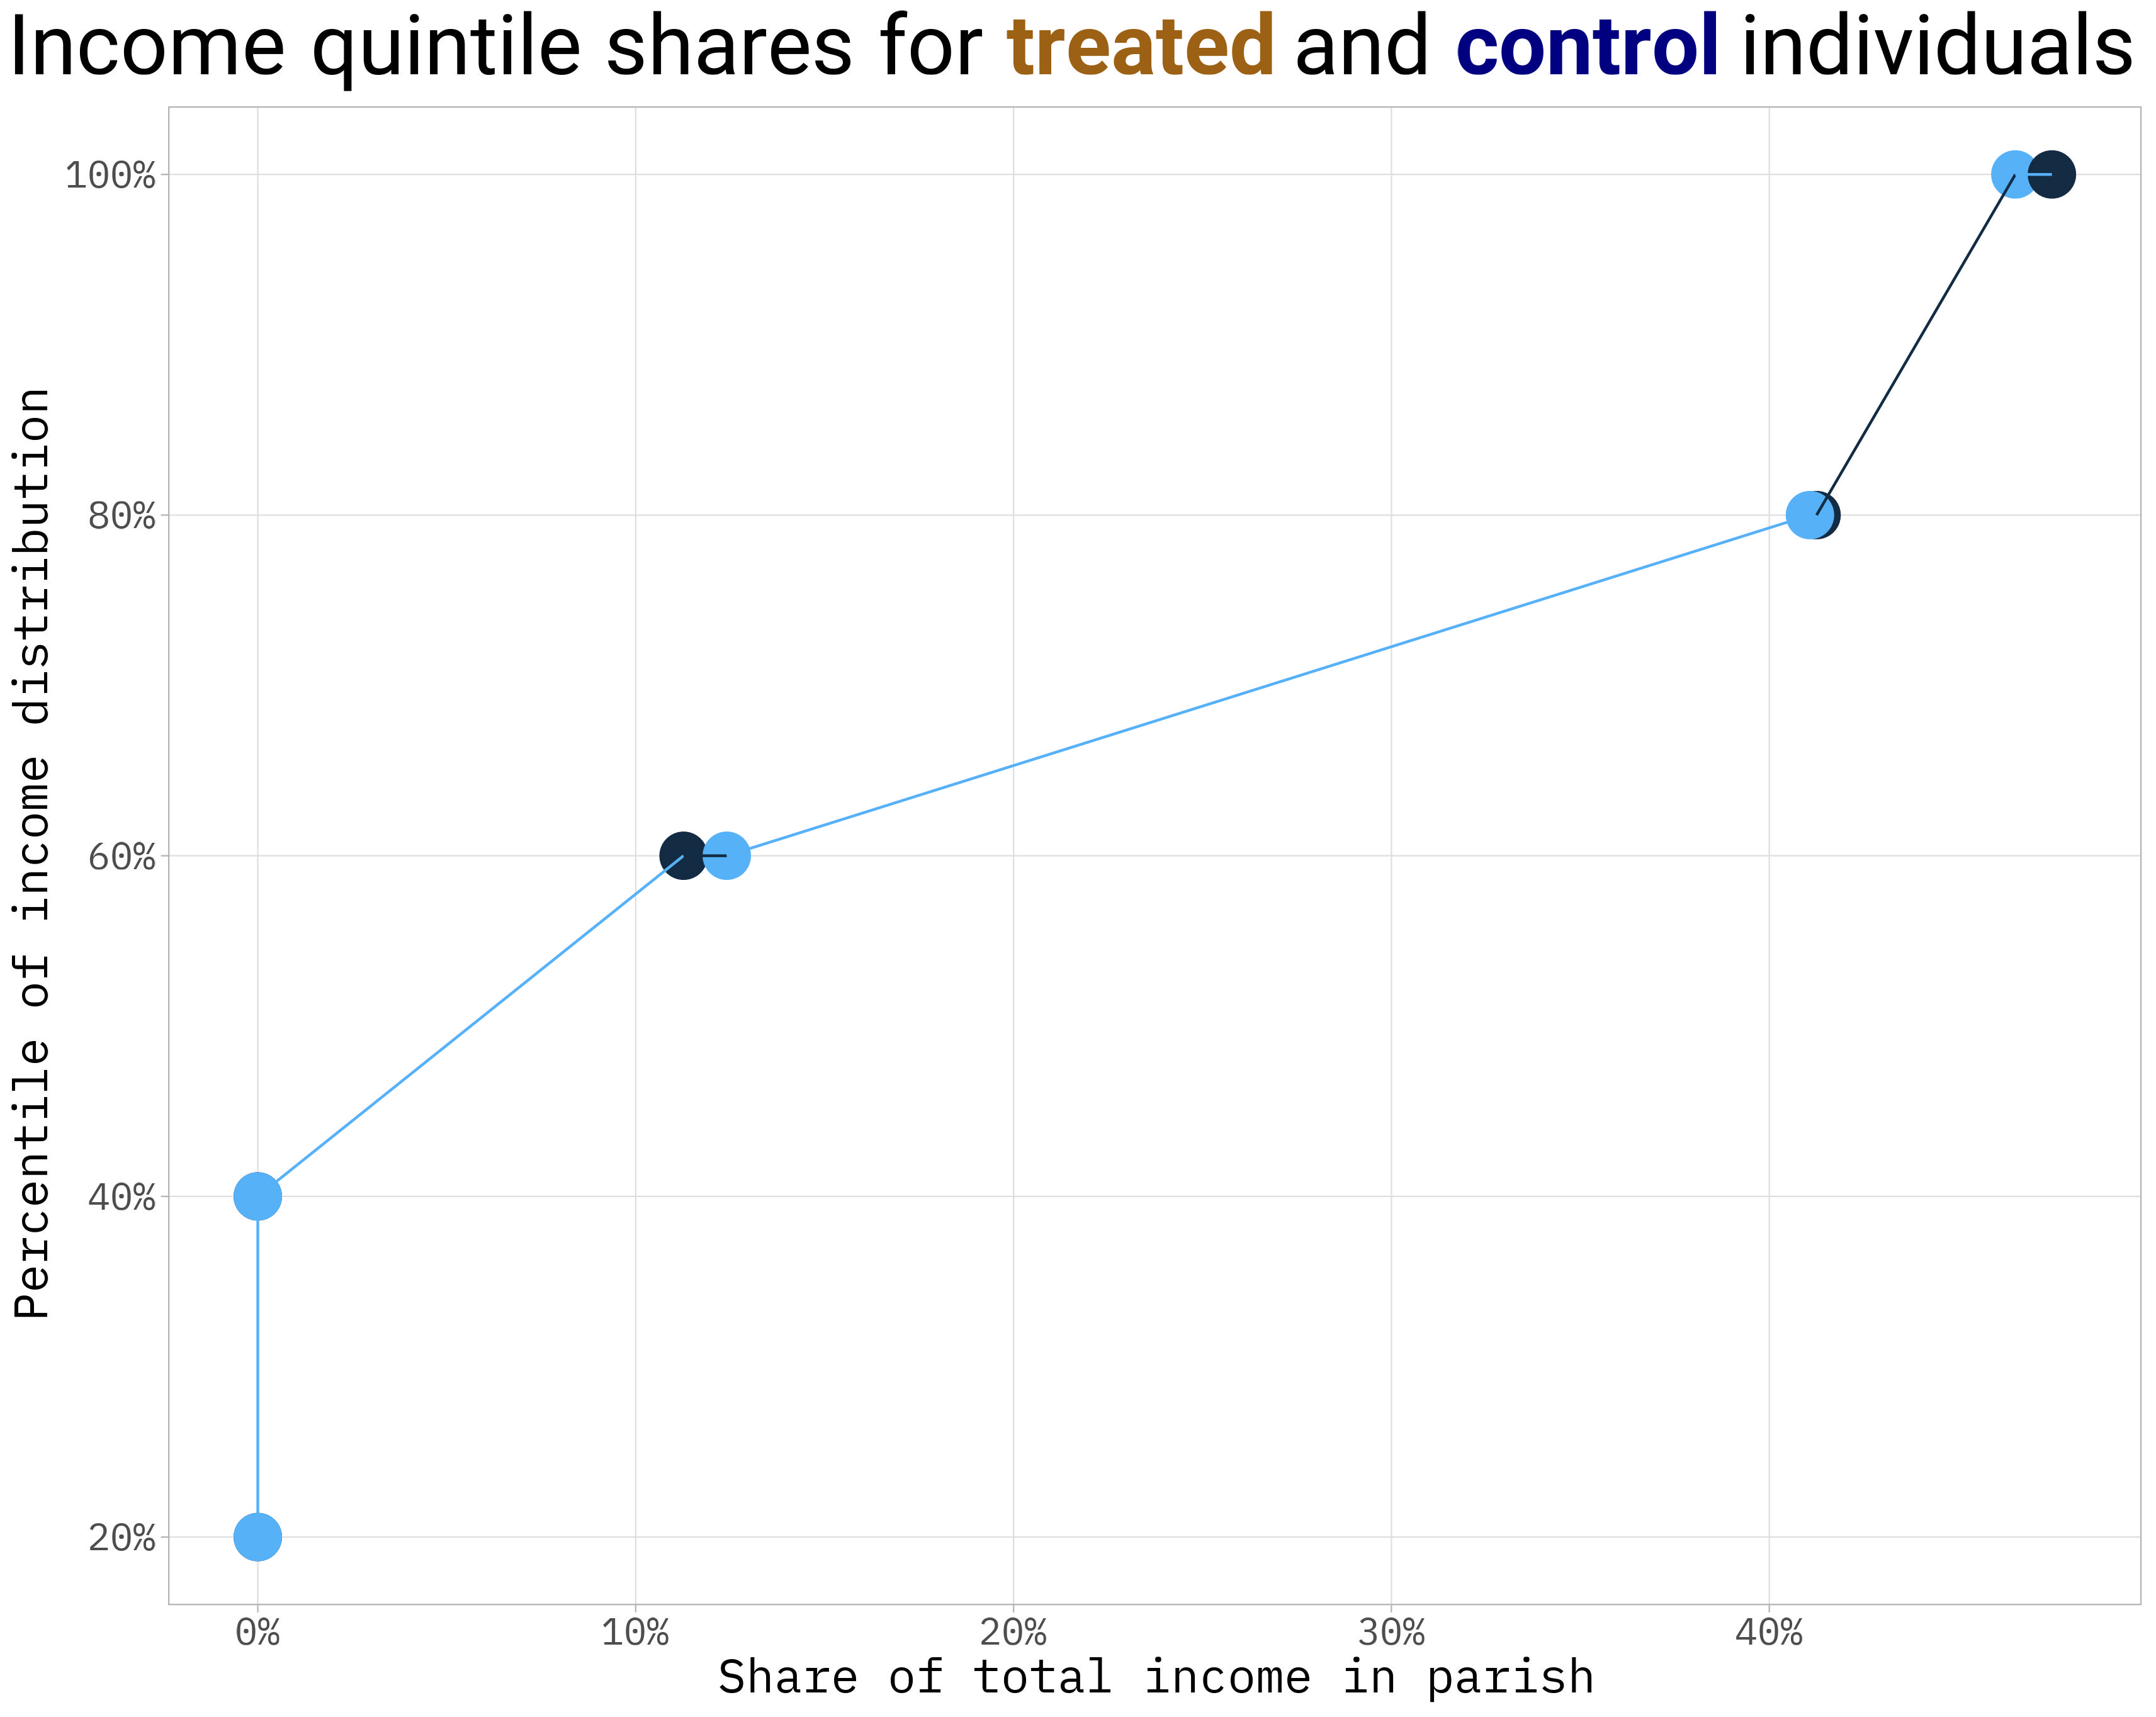 Income quintile shares for treated and control individuals
Percentile of income distribution
100%
80%
60%
40%
20%
0% 10% 20% 30% 40%
Share of total income in parish